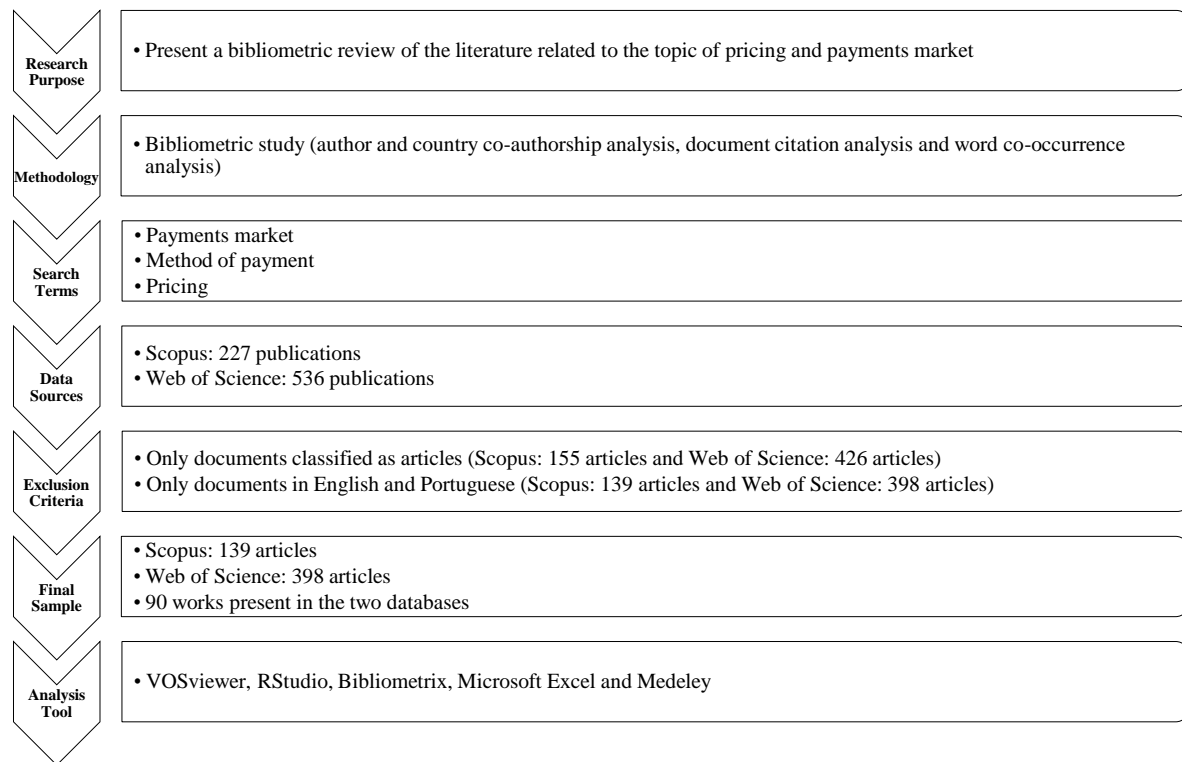 Research
Purpose
• Present a bibliometric review of the literature related to the topic of pricing and payments market
Methodology
• Bibliometric study (author and country co-authorship analysis, document citation analysis and word co-occurrence
analysis)
Search
Terms
• Payments market
• Method of payment
• Pricing
Data
Sources
• Scopus: 227 publications
• Web of Science: 536 publications
Exclusion
Criteria
• Only documents classified as articles (Scopus: 155 articles and Web of Science: 426 articles)
• Only documents in English and Portuguese (Scopus: 139 articles and Web of Science: 398 articles)
Final
Sample
• Scopus: 139 articles
• Web of Science: 398 articles
• 90 works present in the two databases
Analysis
Tool
• VOSviewer, RStudio, Bibliometrix, Microsoft Excel and Medeley